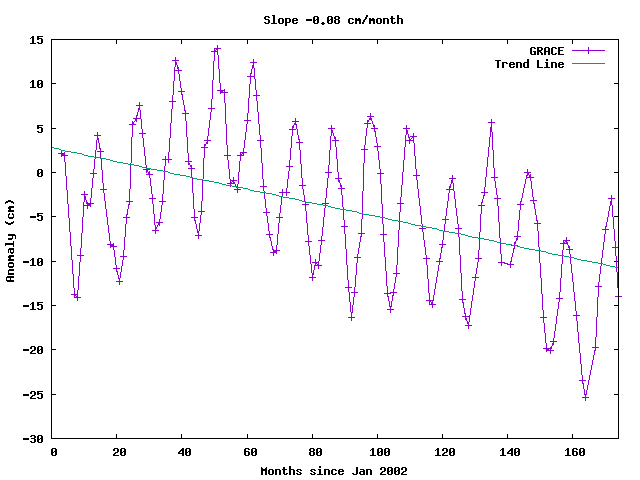 Slope -0.08 cm/month
GRACE
Trend Line
15
10
5
0
-5
-10
-15
-20
-25
-30
Anomaly (cm)
0 20 40 60 80 100 120 140 160
Months since Jan 2002